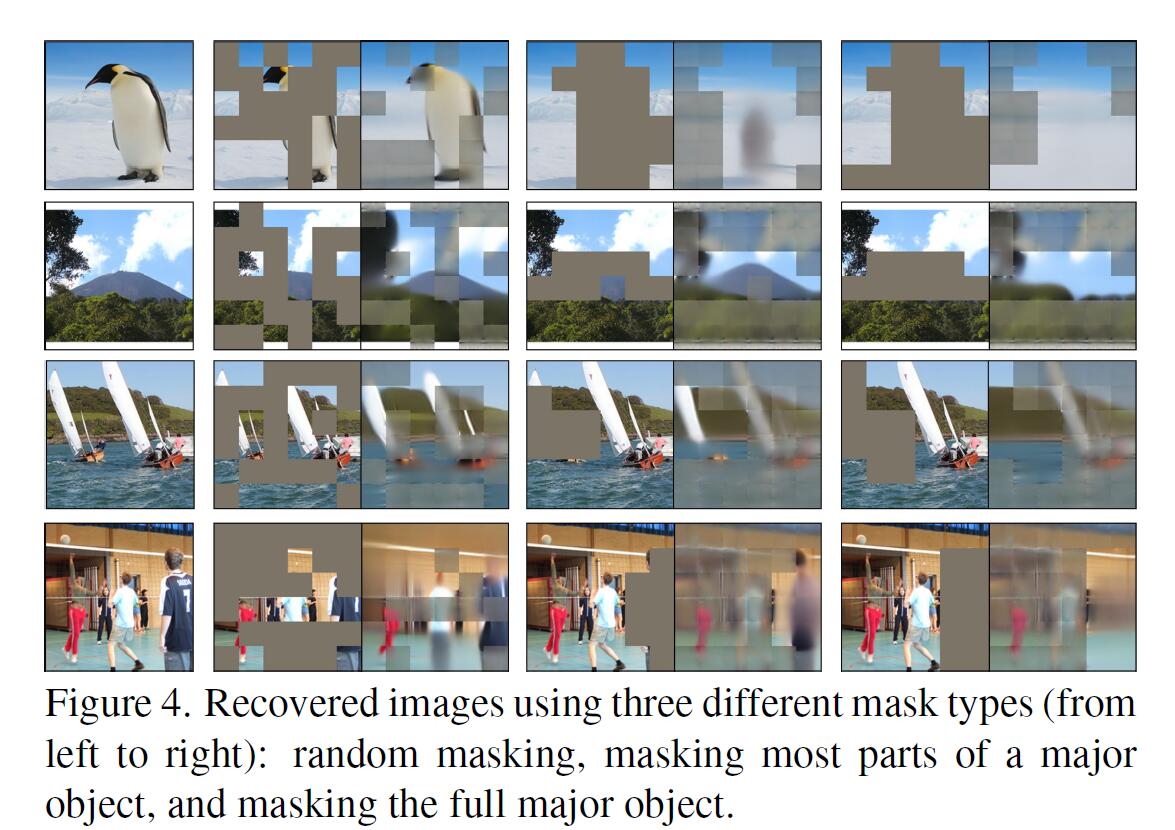 Figure 4. Recovered images using three different mask types (from
left to right): random masking, masking most parts of a major
object, and masking the full major object.